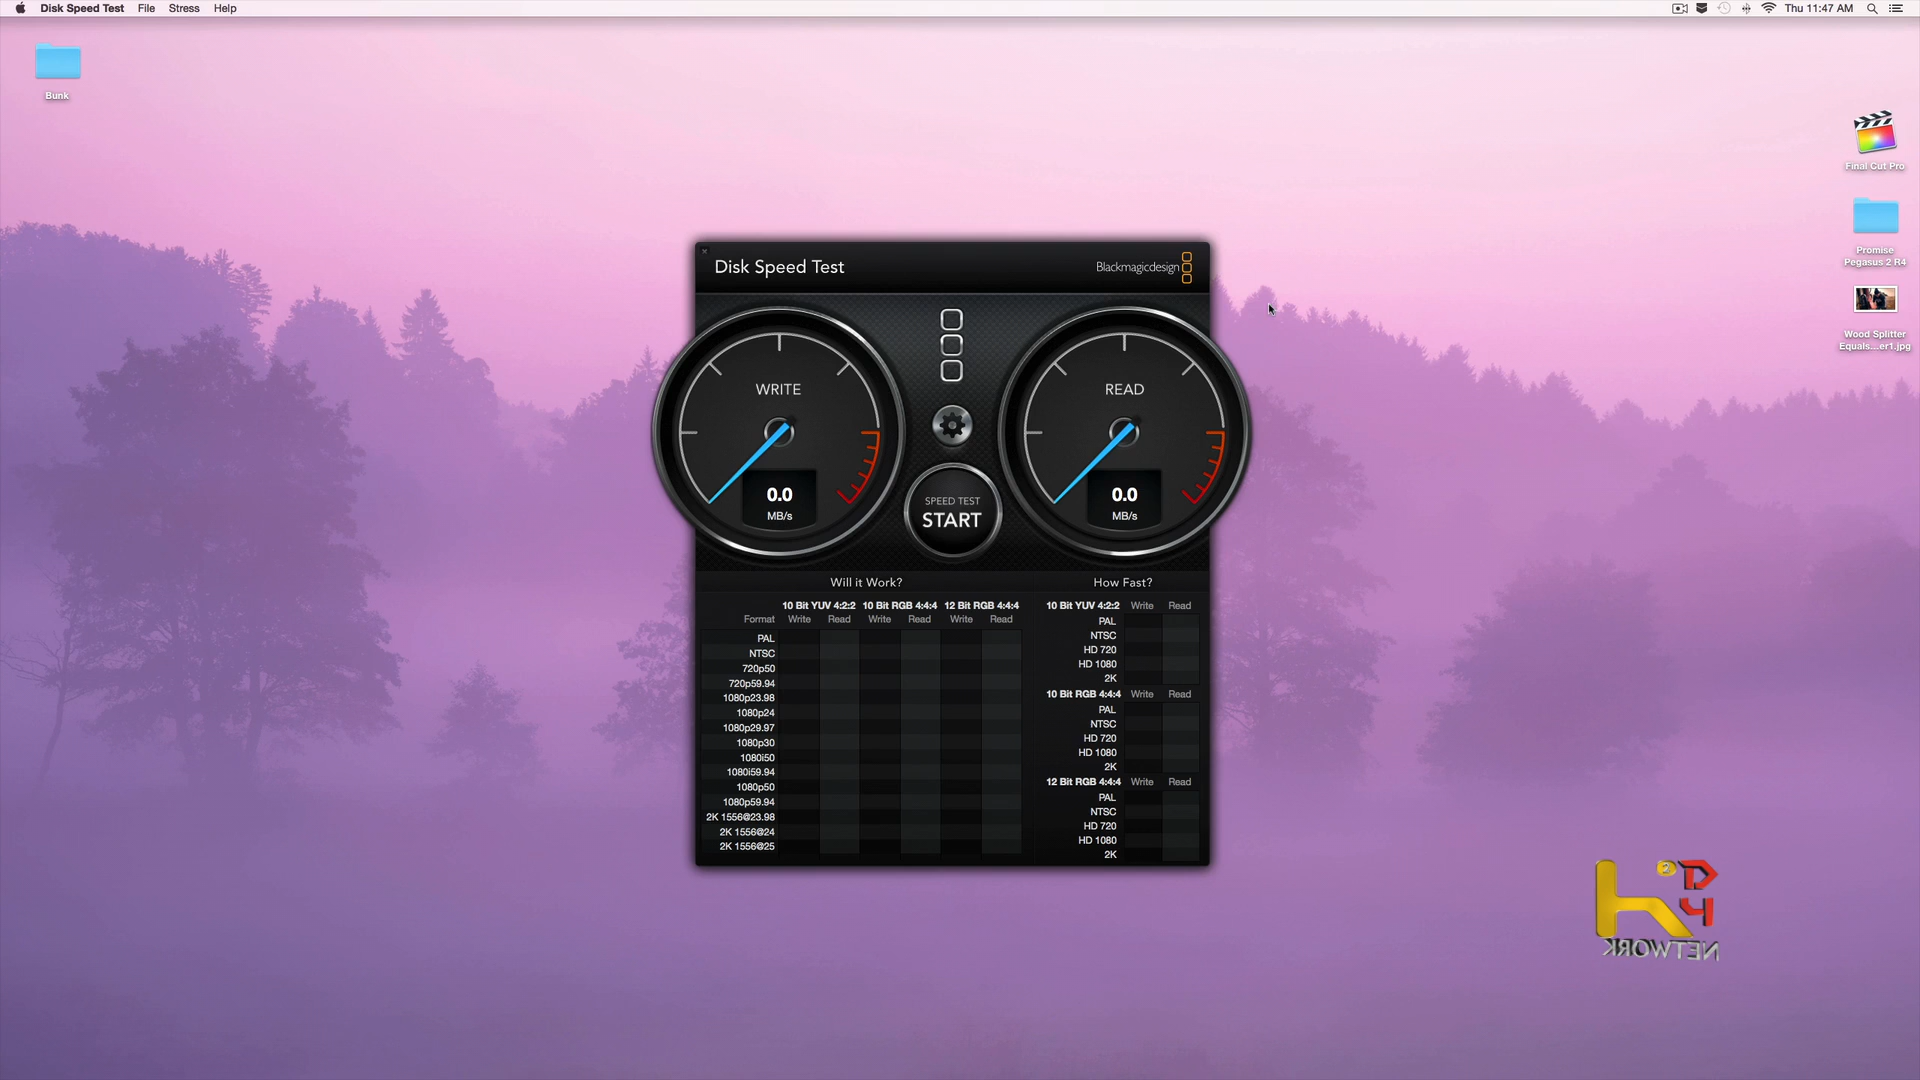 Disk Speed Test File Stress Help
Thu 11:47 AM
Bunk
Final Cut Pro
Promise
Pegasus 2 R4
Wood Splitter
Equals...er1.jpg
Disk Speed Test
Blackmagicdesign
WRITE
0.0
MB/s
SPEED TEST
START
READ
0.0
MB/s
Will it Work?
10 Bit YUV 4:2:2 10 Bit RGB 4:4:4 12 Bit RGB 4:4:4
Format Write Read Write Read Write Read
PAL
NTSC
720p50
720p59.94
1080p23.98
1080p24
1080p29.97
1080p30
1080i50
1080i59.94
1080p50
1080p59.94
2K 1556@23.98
2K 1556@24
2K 1556@25
How Fast?
10 Bit YUV 4:2:2 Write Read
PAL
NTSC
HD 720
HD 1080
2K
10 Bit RGB 4:4:4 Write Read
PAL
NTSC
HD 720
HD 1080
2K
12 Bit RGB 4:4:4 Write Read
PAL
NTSC
HD 720
HD 1080
2K
NETWORK